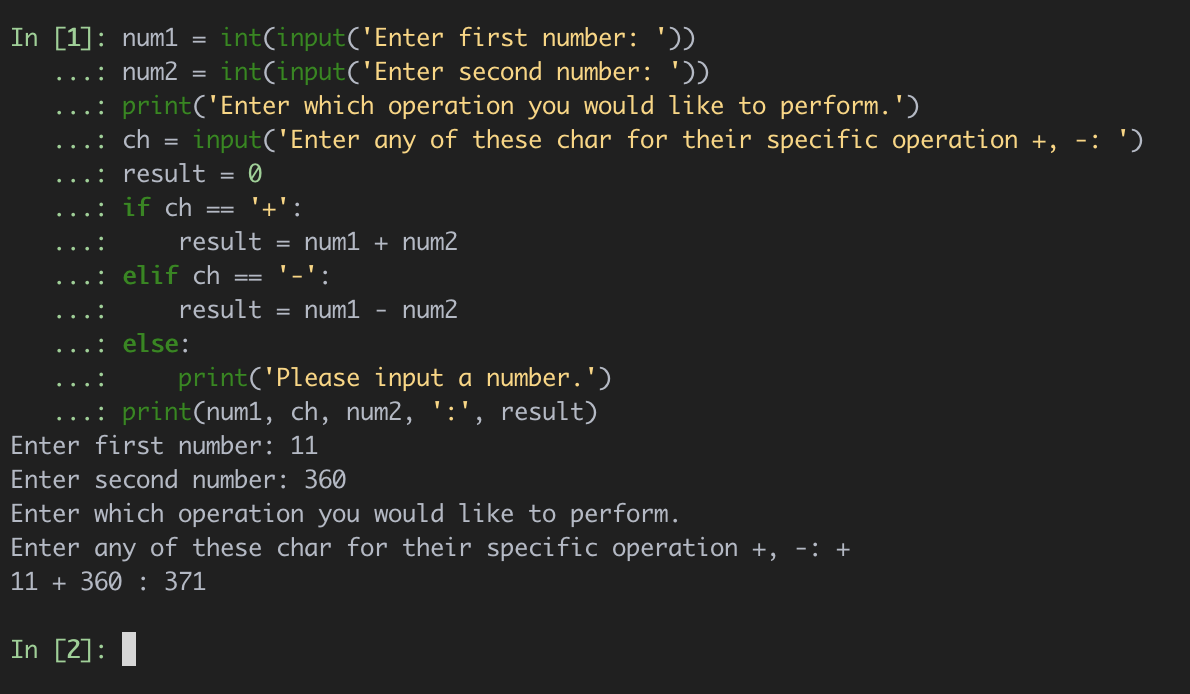 In [1]: num1 = int(input('Enter first number: '))
   ...: num2 = int(input('Enter second number: '))
   ...: print('Enter which operation you would like to perform.')
   ...: ch = input('Enter any of these char for their specific operation +, -: ')
   ...: result = 0
   ...: if ch == '+':
   ...:     result = num1 + num2
   ...: elif ch == '-':
   ...:     result = num1 - num2
   ...: else:
   ...:     print('Please input a number.')
   ...: print(num1, ch, num2, ':', result)
Enter first number: 11
Enter second number: 360
Enter which operation you would like to perform.
Enter any of these char for their specific operation +, -: +
11 + 360 : 371
In [2]: